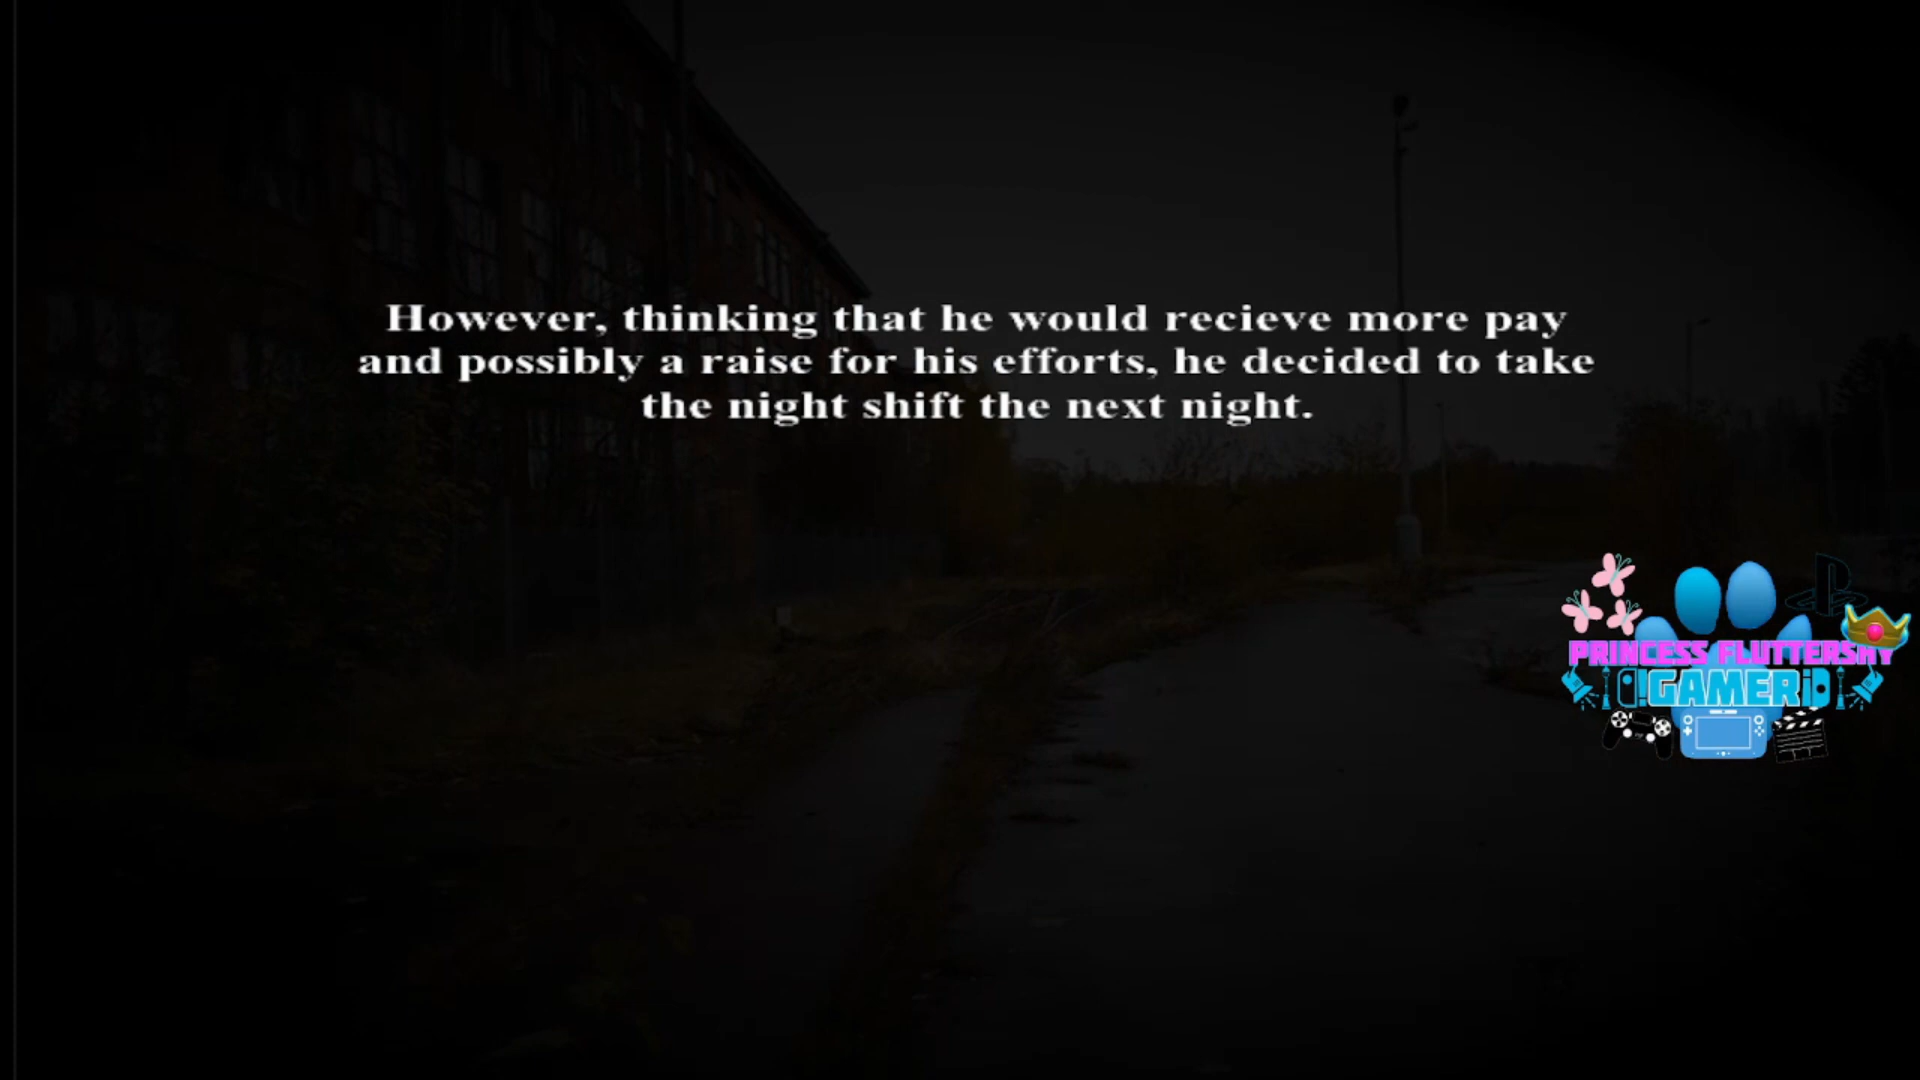 However, thinking that he would recieve more pay
and possibly a raise for his efforts, he decided to take
the night shift the next night.
PRINCESS FLUTTERSHY
GAMER